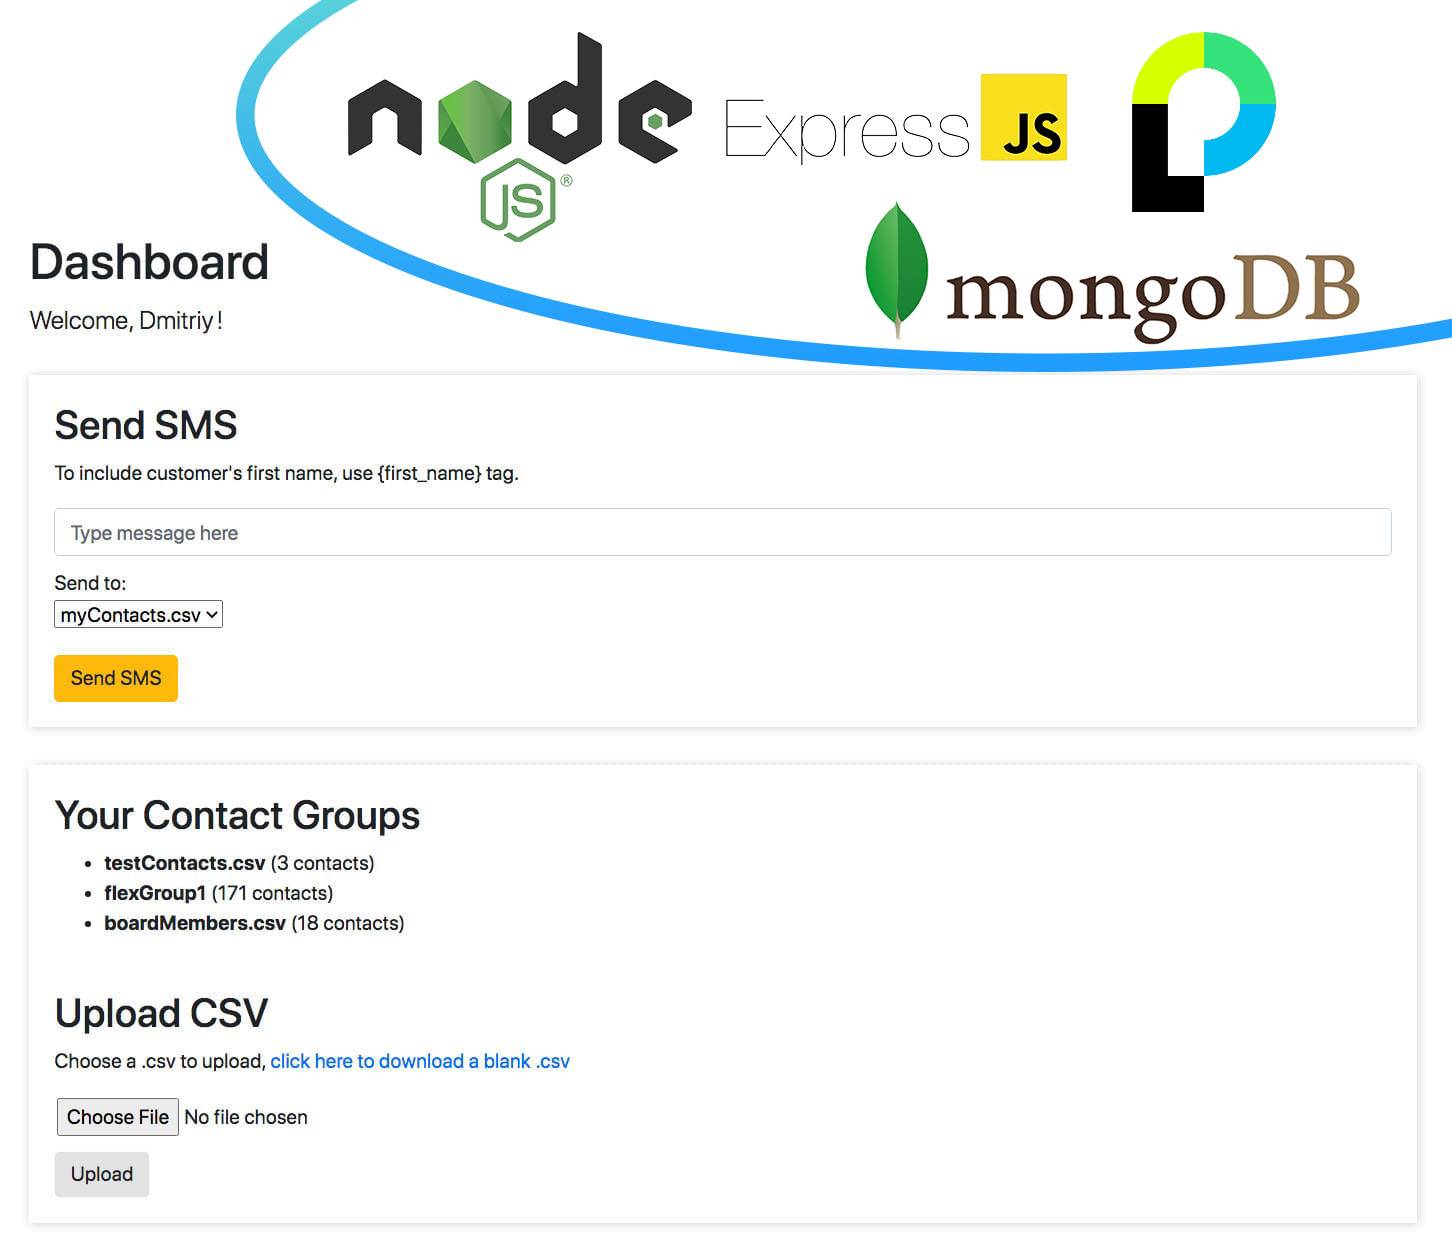 node
JS®
Express
JS
mongoDB
Dashboard
Welcome, Dmitriy!
Send SMS
To include customer's first name, use {first_name} tag.
Type message here
Send to:
myContacts.csv
Send SMS
Your Contact Groups
testContacts.csv (3 contacts)
flexGroup1 (171 contacts)
boardMembers.csv (18 contacts)
Upload CSV
Choose a .csv to upload, click here to download a blank .csv
Choose File No file chosen
Upload